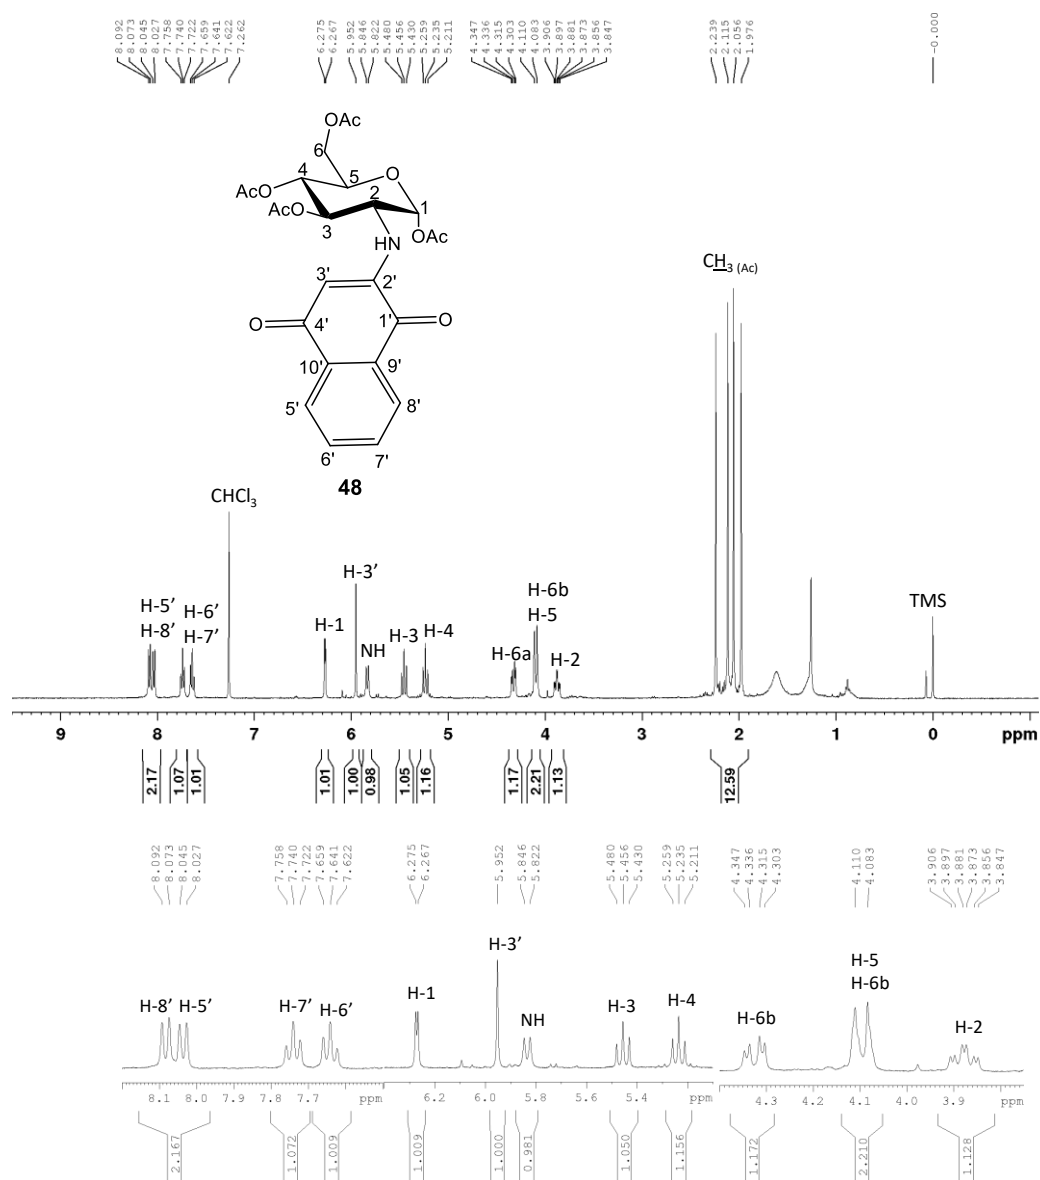 8.092
8.073
8.045
8.027
7.758
7.740
7.722
7.659
7.641
7.622
7.262
6.275
6.267
5.952
5.846
5.822
5.480
5.456
5.430
5.259
5.235
5.211
4.347
4.336
4.315
4.303
4.110
4.083
3.906
3.897
3.881
3.873
3.856
3.847
2.239
2.115
2.056
1.976
-0.000
OAc
6
4
O
AcO
5
2
AcO
1
3
OAc
HN
3'
2'
O
1'
O
4'
10'
9'
5'
8'
6'
7'
48
CH3 (Ac)
CHCl3
H-3'
H-5'
H-8'
H-6'
H-7'
H-1
NH
H-3
H-4
H-6b
H-5
H-6a
H-2
TMS
9 8 7 6 5 4 3 2 1 0 ppm
2.17
1.07
1.01
1.01
1.00
0.98
1.05
1.16
1.17
2.21
1.13
12.59
8.092
8.073
8.045
8.027
7.758
7.740
7.722
7.659
7.641
7.622
6.275
6.267
5.952
5.846
5.822
5.480
5.456
5.430
5.259
5.235
5.211
4.347
4.336
4.315
4.303
4.110
4.083
3.906
3.897
3.881
3.873
3.856
3.847
H-8'
H-5'
H-7'
H-6'
H-1
H-3'
NH
H-3
H-4
H-6b
H-5
H-6b
H-2
8.1 8.0 7.9 7.8 7.7 ppm
6.2 6.0 5.8 5.6 5.4 ppm
4.3 4.2 4.1 4.0 3.9 ppm
2.167
1.072
1.009
1.009
1.000
0.981
1.050
1.156
1.172
2.210
1.128